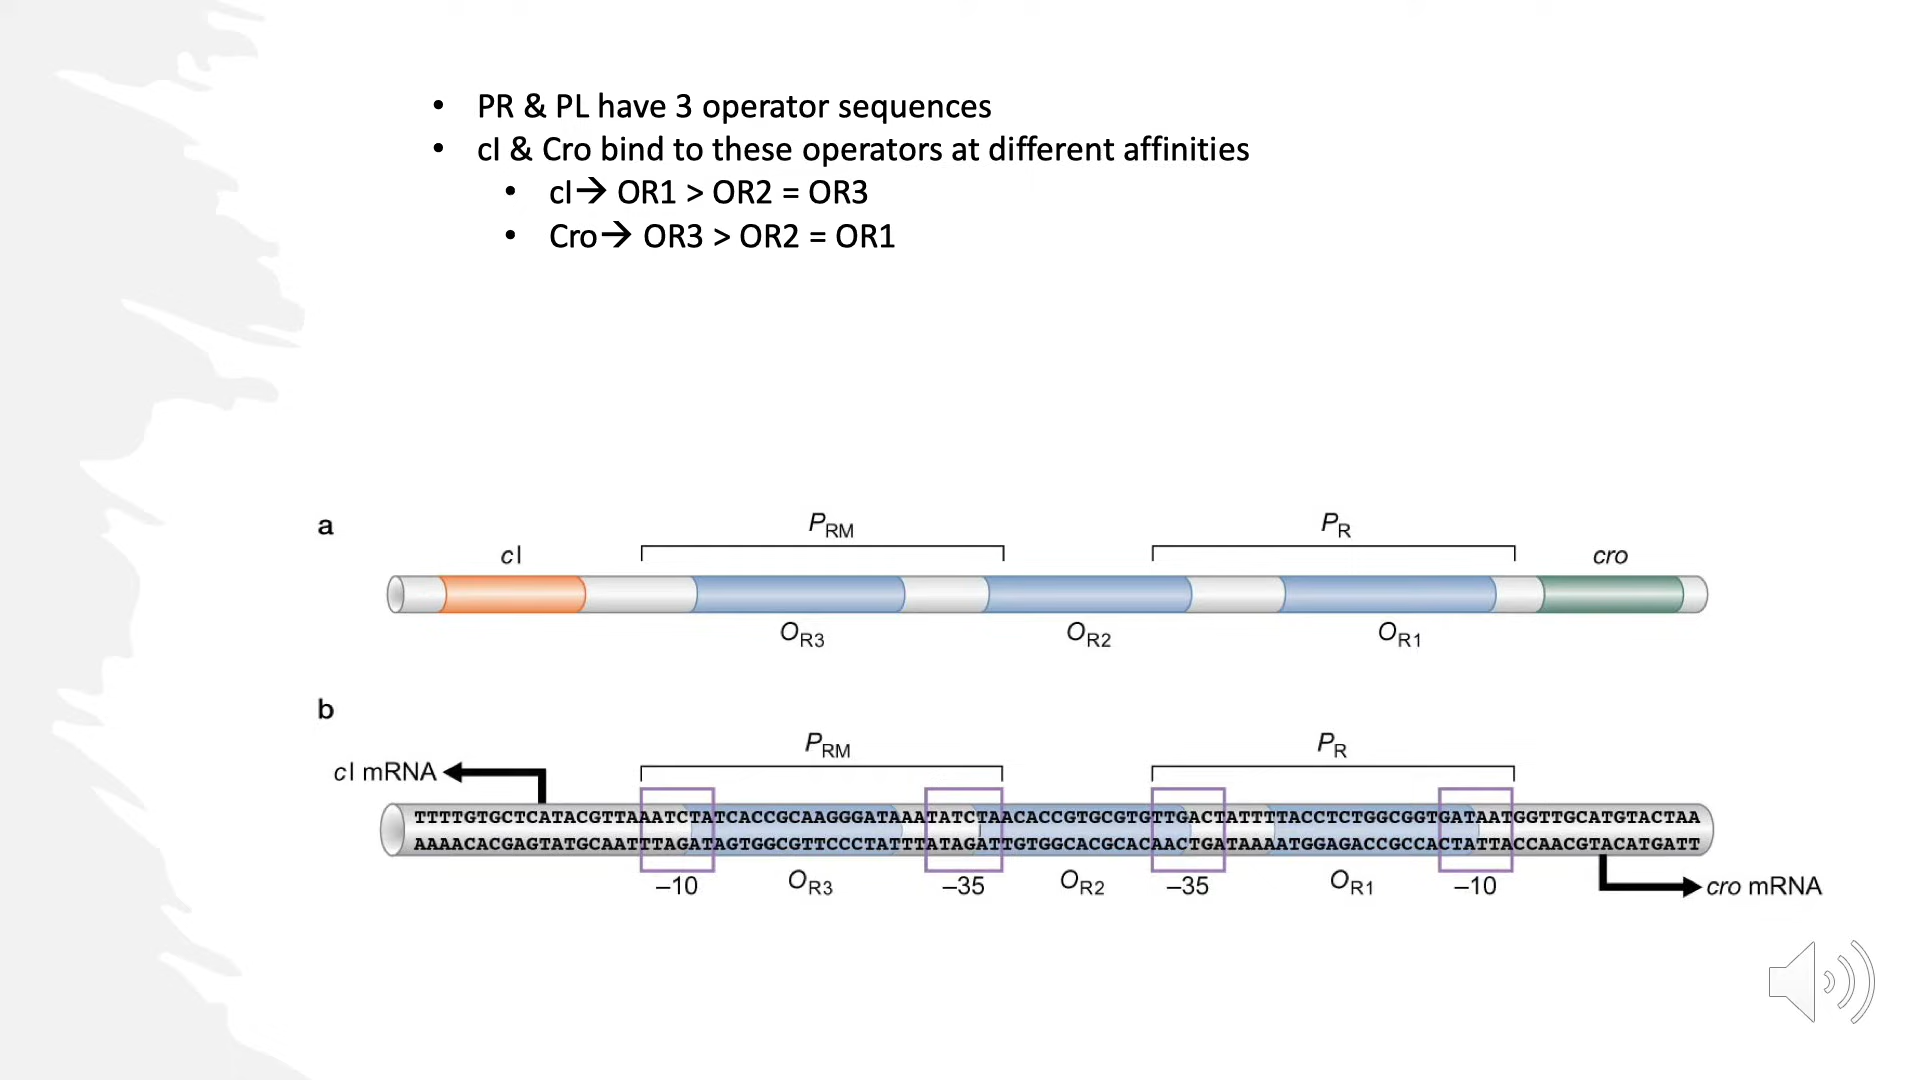 • PR & PL have 3 operator sequences
• cI & Cro bind to these operators at different affinities
• cI→ OR1 > OR2 = OR3
• Cro→ OR3 > OR2 = OR1
a
PRM
PR
cI
cro
OR3
OR2
OR1
b
PRM
PR
cI mRNA
TTTTGTGCTCATACGTTAAATCTATCACCGCAAGGGATAAATATCTAACACCGTGCGTGTTGACTATTTTACCTCTGGCGGTGATAATGGTTGCATGTACTAA
AAAACACGAGTATGCAATTTAGATAGTGGCGTTCCCTATTTATAGATTGTGGCACGCACAACTGATAAAATGGAGACCGCCACTATTACCAACGTACATGATT
–10
OR3
–35
OR2
–35
OR1
–10
cro mRNA